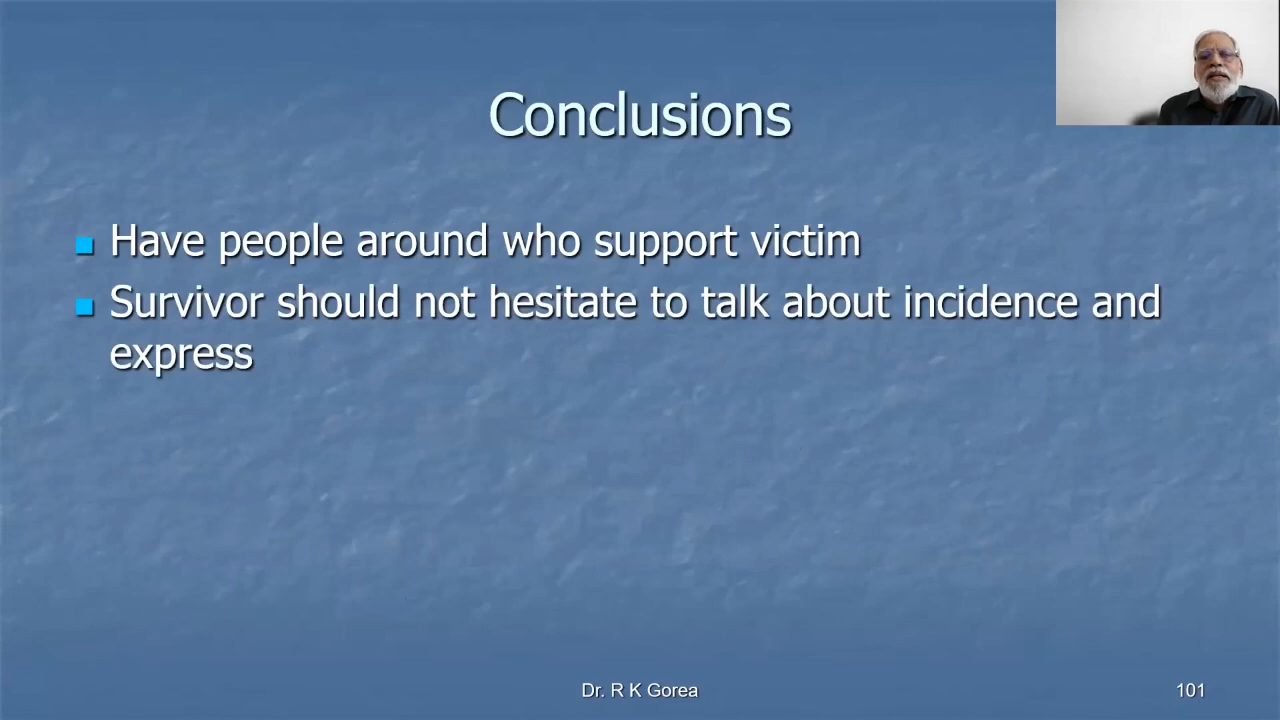 Conclusions
Have people around who support victim
Survivor should not hesitate to talk about incidence and
express
Dr. R K Gorea
101